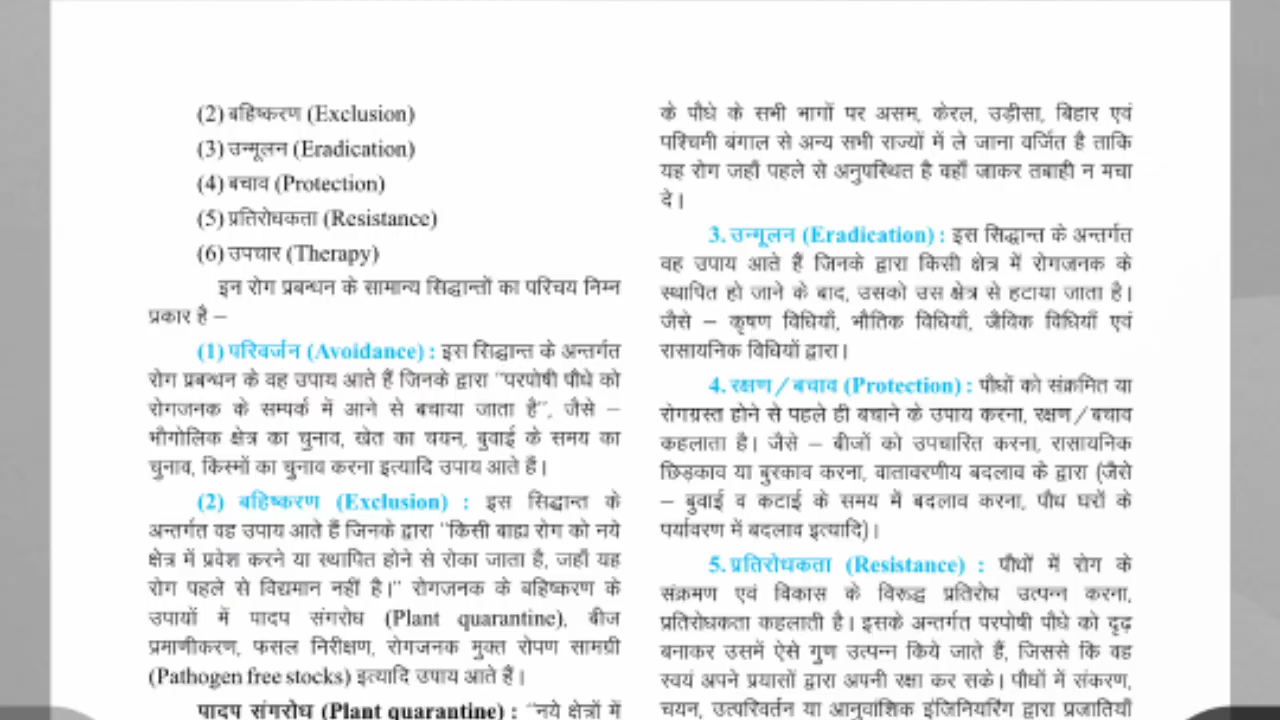 (2) बहिष्करण (Exclusion)
(3) उन्मूलन (Eradication)
(4) बचाव (Protection)
(5) प्रतिरोधकता (Resistance)
(6) उपचार (Therapy)
इन रोग प्रबन्धन के सामान्य सिद्धान्तों का परिचय निम्न
प्रकार है –
(1) परिवर्जन (Avoidance) : इस सिद्धान्त के अन्तर्गत
रोग प्रबन्धन के वह उपाय आते हैं जिनके द्वारा "परपोषी पौधे को
रोगजनक के सम्पर्क में आने से बचाया जाता है", जैसे –
भौगोलिक क्षेत्र का चुनाव, खेत का चयन, बुवाई के समय का
चुनाव, किस्मों का चुनाव करना इत्यादि उपाय आते हैं।
(2) बहिष्करण (Exclusion) : इस सिद्धान्त के
अन्तर्गत वह उपाय आते हैं जिनके द्वारा "किसी बाह्य रोग को नये
क्षेत्र में प्रवेश करने या स्थापित होने से रोका जाता है, जहाँ यह
रोग पहले से विद्यमान नहीं है।" रोगजनक के बहिष्करण के
उपायों में पादप संगरोध (Plant quarantine), बीज
प्रमाणीकरण, फसल निरीक्षण, रोगजनक मुक्त रोपण सामग्री
(Pathogen free stocks) इत्यादि उपाय आते हैं।
पादप संगरोध (Plant quarantine) : "नये क्षेत्रों में
के पौधे के सभी भागों पर असम, केरल, उड़ीसा, बिहार एवं
पश्चिमी बंगाल से अन्य सभी राज्यों में ले जाना वर्जित है ताकि
यह रोग जहाँ पहले से अनुपस्थित है वहाँ जाकर तबाही न मचा
दे।
3. उन्मूलन (Eradication) : इस सिद्धान्त के अन्तर्गत
वह उपाय आते हैं जिनके द्वारा किसी क्षेत्र में रोगजनक के
स्थापित हो जाने के बाद, उसको उस क्षेत्र से हटाया जाता है।
जैसे – कृषण विधियाँ, भौतिक विधियाँ, जैविक विधियाँ एवं
रासायनिक विधियों द्वारा।
4. रक्षण / बचाव (Protection) : पौधों को संक्रमित या
रोगग्रस्त होने से पहले ही बचाने के उपाय करना, रक्षण / बचाव
कहलाता है। जैसे – बीजों को उपचारित करना, रासायनिक
छिड़काव या बुरकाव करना, वातावरणीय बदलाव के द्वारा (जैसे
– बुवाई व कटाई के समय में बदलाव करना, पौध घरों के
पर्यावरण में बदलाव इत्यादि)।
5. प्रतिरोधकता (Resistance) : पौधों में रोग के
संक्रमण एवं विकास के विरुद्ध प्रतिरोध उत्पन्न करना,
प्रतिरोधकता कहलाती है। इसके अन्तर्गत परपोषी पौधे को दृढ़
बनाकर उसमें ऐसे गुण उत्पन्न किये जाते हैं, जिससे कि वह
स्वयं अपने प्रयासों द्वारा अपनी रक्षा कर सके। पौधों में संकरण,
चयन, उत्परिवर्तन या आनुवांशिक इंजिनियरिंग द्वारा प्रजातियाँ